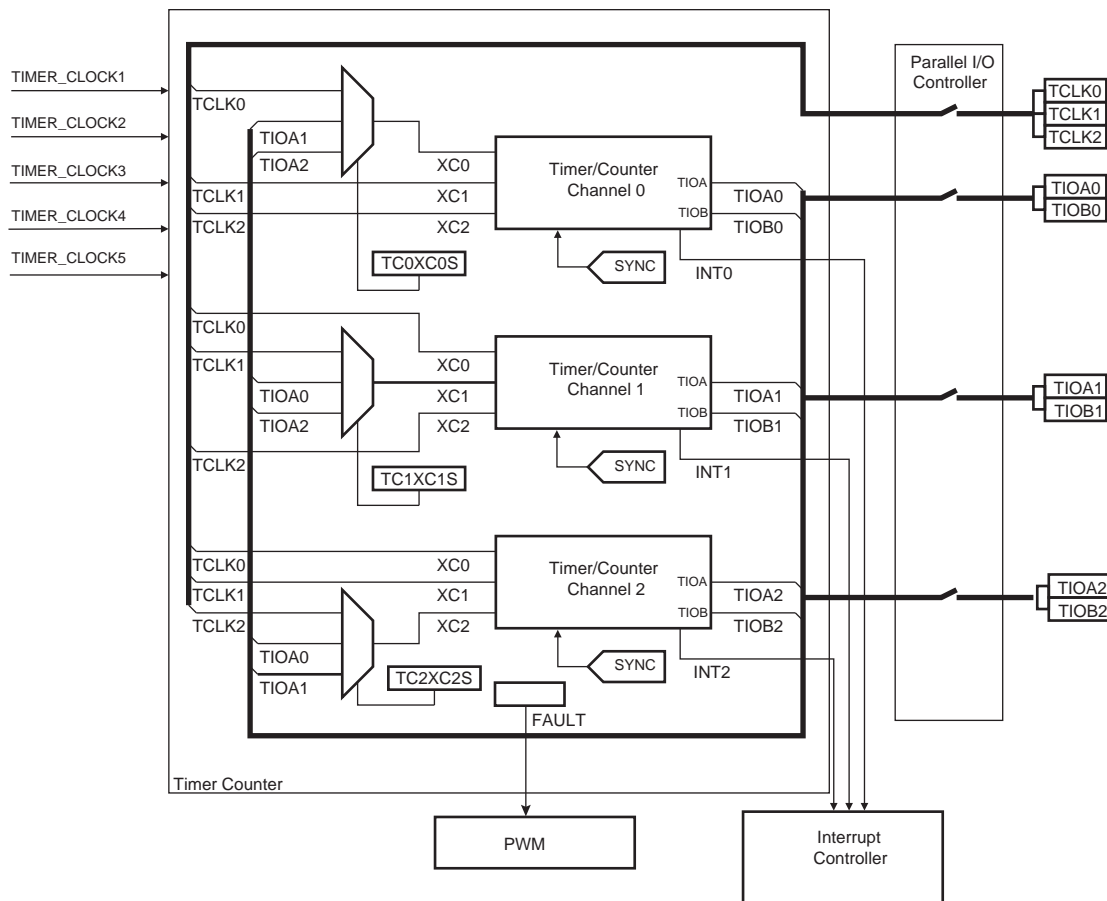 TIMER_CLOCK1
TIMER_CLOCK2
TIMER_CLOCK3
TIMER_CLOCK4
TIMER_CLOCK5
TCLK0
TIOA1
TIOA2
TCLK1
TCLK2
XC0
XC1
XC2
TC0XC0S
Timer/Counter
Channel 0
TIOA
TIOB
TIOA0
TIOB0
SYNC
INT0
TCLK0
TCLK1
TIOA0
TIOA2
TCLK2
XC0
XC1
XC2
TC1XC1S
Timer/Counter
Channel 1
TIOA
TIOB
TIOA1
TIOB1
SYNC
INT1
TCLK0
TCLK1
TCLK2
TIOA0
TIOA1
XC0
XC1
XC2
TC2XC2S
Timer/Counter
Channel 2
TIOA
TIOB
TIOA2
TIOB2
SYNC
INT2
FAULT
Timer Counter
PWM
Interrupt
Controller
Parallel I/O
Controller
TCLK0
TCLK1
TCLK2
TIOA0
TIOB0
TIOA1
TIOB1
TIOA2
TIOB2